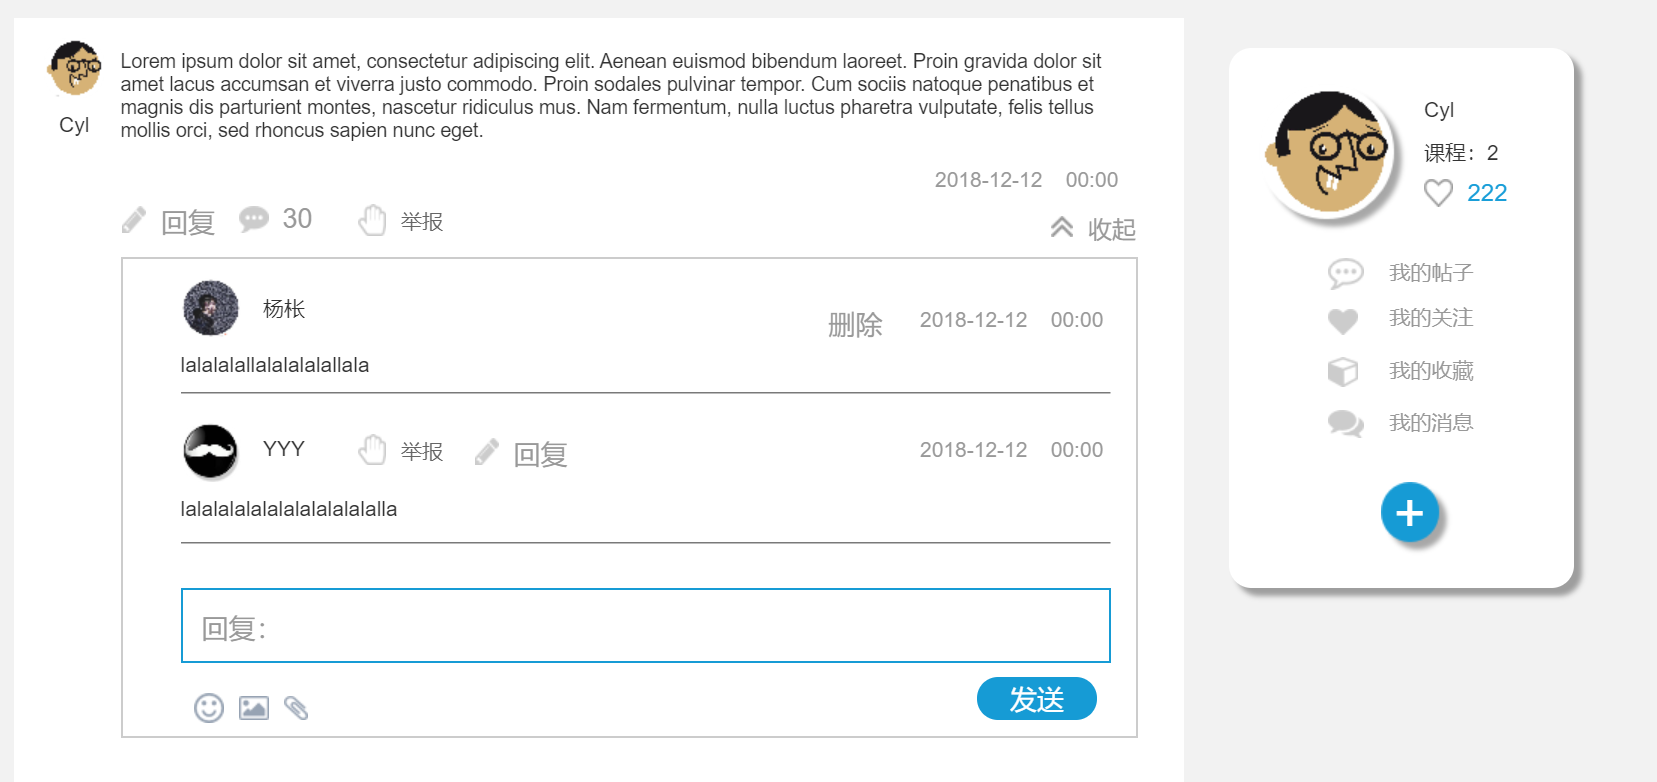 Lorem ipsum dolor sit amet, consectetur adipiscing elit. Aenean euismod bibendum laoreet. Proin gravida dolor sit
amet lacus accumsan et viverra justo commodo. Proin sodales pulvinar tempor. Cum sociis natoque penatibus et
magnis dis parturient montes, nascetur ridiculus mus. Nam fermentum, nulla luctus pharetra vulputate, felis tellus
mollis orci, sed rhoncus sapien nunc eget.
Cyl
2018-12-12 00:00
回复 30 举报 收起
杨枨 删除 2018-12-12 00:00
lalalalallalalalalallala
YYY 举报 回复 2018-12-12 00:00
lalalalalalalalalalalalla
回复：
发送
Cyl
课程：2
222
我的帖子
我的关注
我的收藏
我的消息